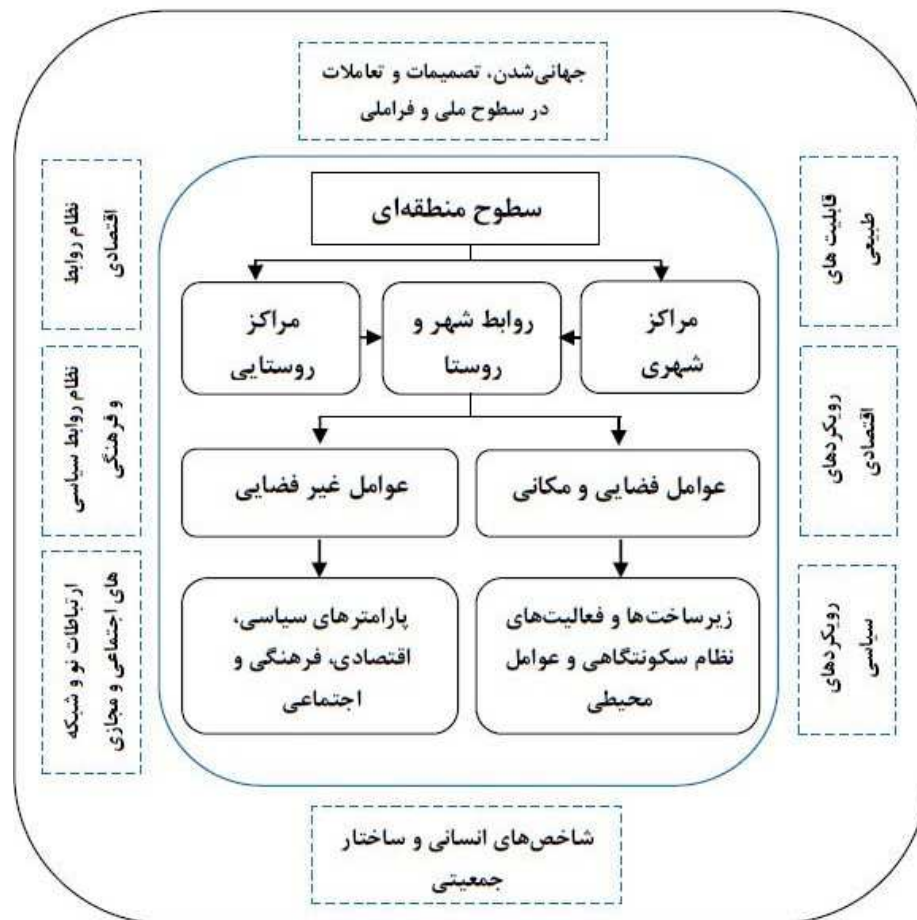 جهانی‌شدن، تصمیمات و تعاملات
در سطوح ملی و فراملی
قابلیت های
طبیعی
رویکردهای
اقتصادی
رویکردهای
سیاسی
سطوح منطقه‌ای
مراکز
شهری
روابط شهر و
روستا
مراکز
روستایی
عوامل فضایی و مکانی
عوامل غیر فضایی
زیرساخت‌ها و فعالیت‌های
نظام سکونتگاهی و عوامل
محیطی
پارامترهای سیاسی،
اقتصادی، فرهنگی و
اجتماعی
نظام روابط
اقتصادی
نظام روابط سیاسی
و فرهنگی
ارتباطات نو و شبکه
های اجتماعی و مجازی
شاخص‌های انسانی و ساختار
جمعیتی